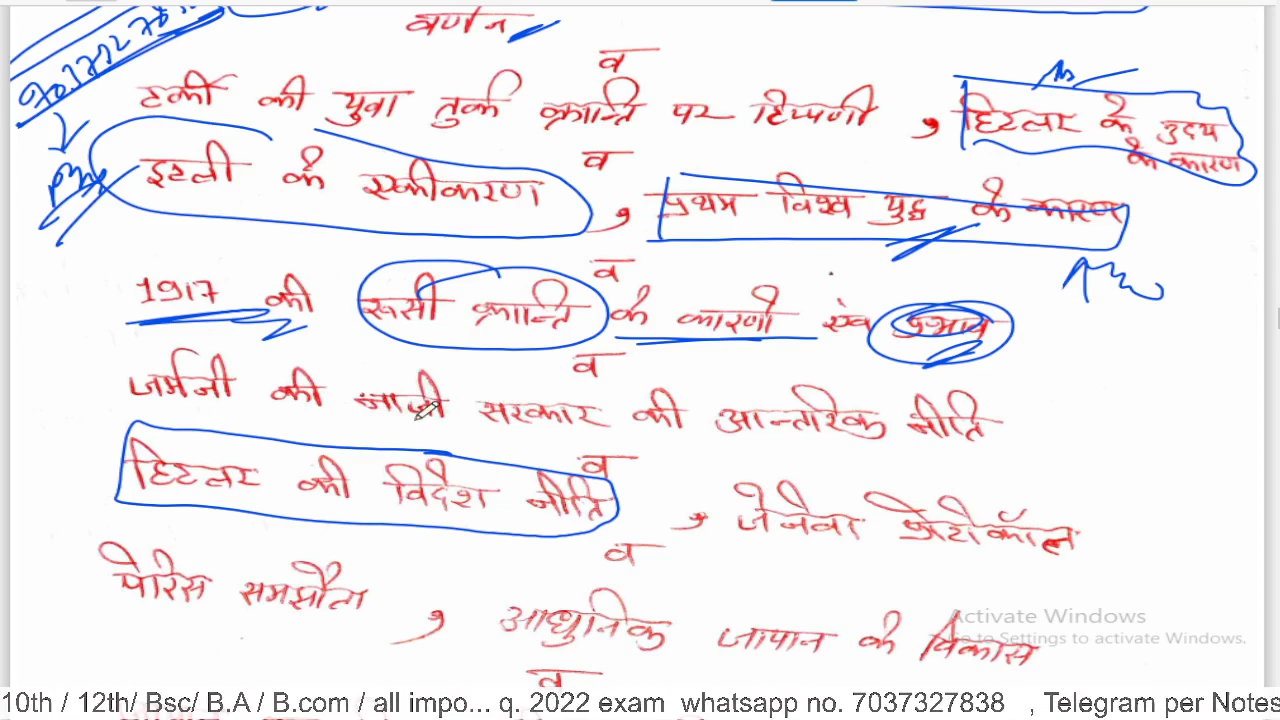 वर्णन
व
टर्की की युवा तुर्क क्रान्ति पर टिप्पणी , हिटलर के उदय के कारण
व
इटली के एकीकरण , प्रथम विश्व युद्ध के कारण
व
1917 की रूसी क्रान्ति के कारणों एंव प्रभाव
व
जर्मनी की नाजी सरकार की आन्तरिक नीति
व
हिटलर की विदेश नीति , जेनेवा प्रोटोकॉल
व
पेरिस समझौता , आधुनिक जापान के विकास
व
Activate Windows
Go to Settings to activate Windows.
10th / 12th/ Bsc/ B.A / B.com / all impo... q. 2022 exam whatsapp no. 7037327838 , Telegram per Notes